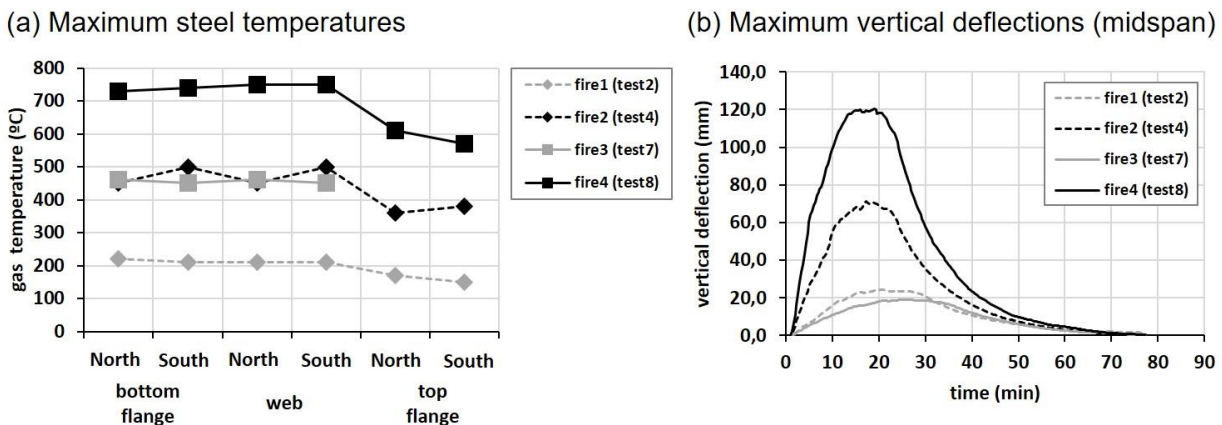 (a) Maximum steel temperatures
gas temperature (ºC)
800
700
600
500
400
300
200
100
0
North South North South North South
bottom flange
web
top flange
fire1 (test2)
fire2 (test4)
fire3 (test7)
fire4 (test8)
(b) Maximum vertical deflections (midspan)
vertical deflection (mm)
140,0
120,0
100,0
80,0
60,0
40,0
20,0
0,0
0 10 20 30 40 50 60 70 80 90
time (min)
fire1 (test2)
fire2 (test4)
fire3 (test7)
fire4 (test8)